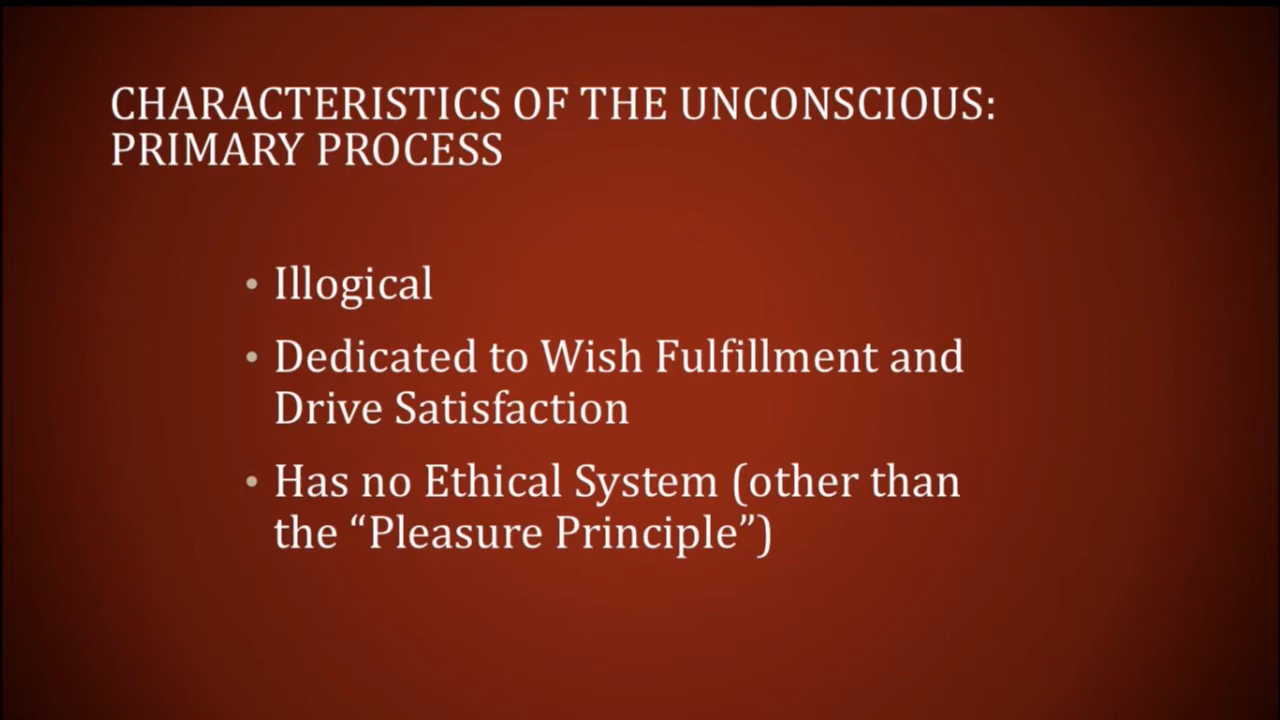 CHARACTERISTICS OF THE UNCONSCIOUS:
PRIMARY PROCESS
• Illogical
• Dedicated to Wish Fulfillment and
Drive Satisfaction
• Has no Ethical System (other than
the “Pleasure Principle”)